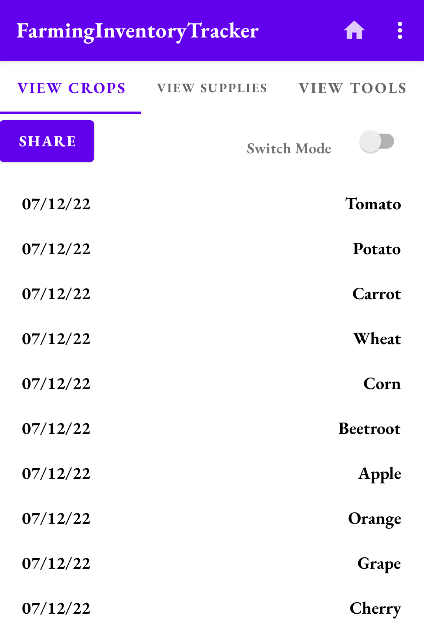 FarmingInventoryTracker
VIEW CROPS VIEW SUPPLIES VIEW TOOLS
SHARE Switch Mode
07/12/22 Tomato
07/12/22 Potato
07/12/22 Carrot
07/12/22 Wheat
07/12/22 Corn
07/12/22 Beetroot
07/12/22 Apple
07/12/22 Orange
07/12/22 Grape
07/12/22 Cherry